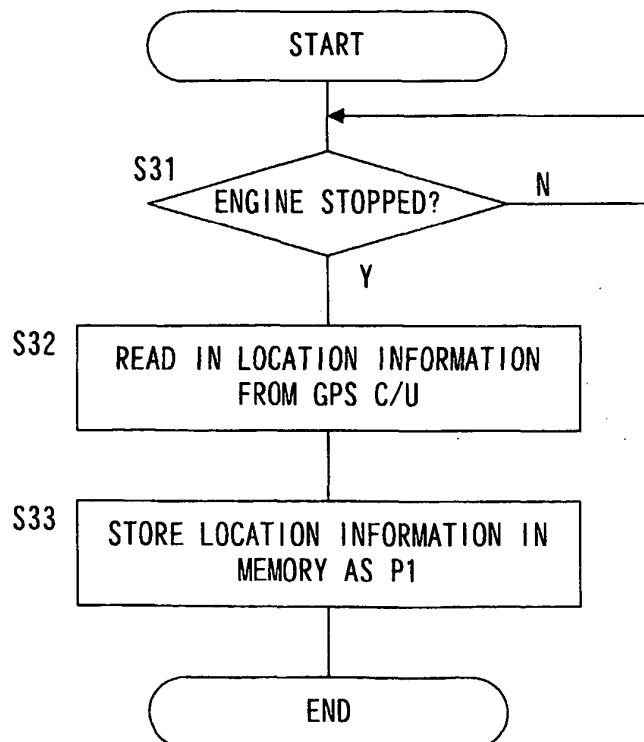 START
S31
ENGINE STOPPED?
N
Y
S32
READ IN LOCATION INFORMATION
FROM GPS C/U
S33
STORE LOCATION INFORMATION IN
MEMORY AS P1
END